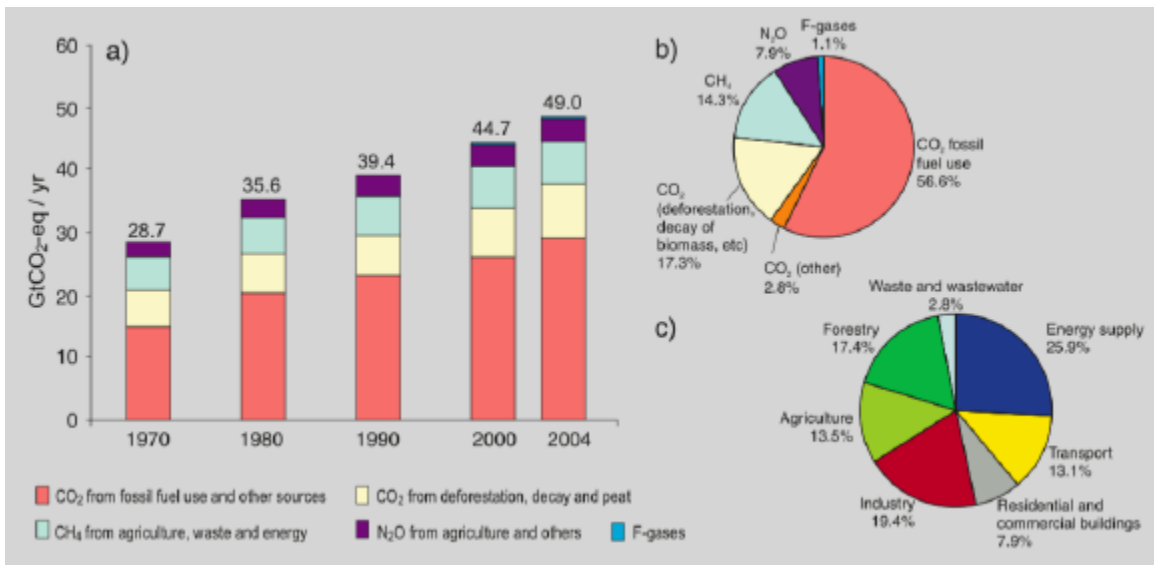 a)
60
50
40
30
20
10
0
GtCO₂-eq / yr
28.7
35.6
39.4
44.7
49.0
1970
1980
1990
2000
2004
CO₂ from fossil fuel use and other sources
CO₂ from deforestation, decay and peat
CH₄ from agriculture, waste and energy
N₂O from agriculture and others
F-gases
b)
F-gases
1.1%
N₂O
7.9%
CH₄
14.3%
CO₂ fossil
fuel use
56.6%
CO₂
(deforestation,
decay of
biomass, etc)
17.3%
CO₂ (other)
2.8%
c)
Waste and wastewater
2.8%
Forestry
17.4%
Energy supply
25.9%
Agriculture
13.5%
Transport
13.1%
Industry
19.4%
Residential and
commercial buildings
7.9%